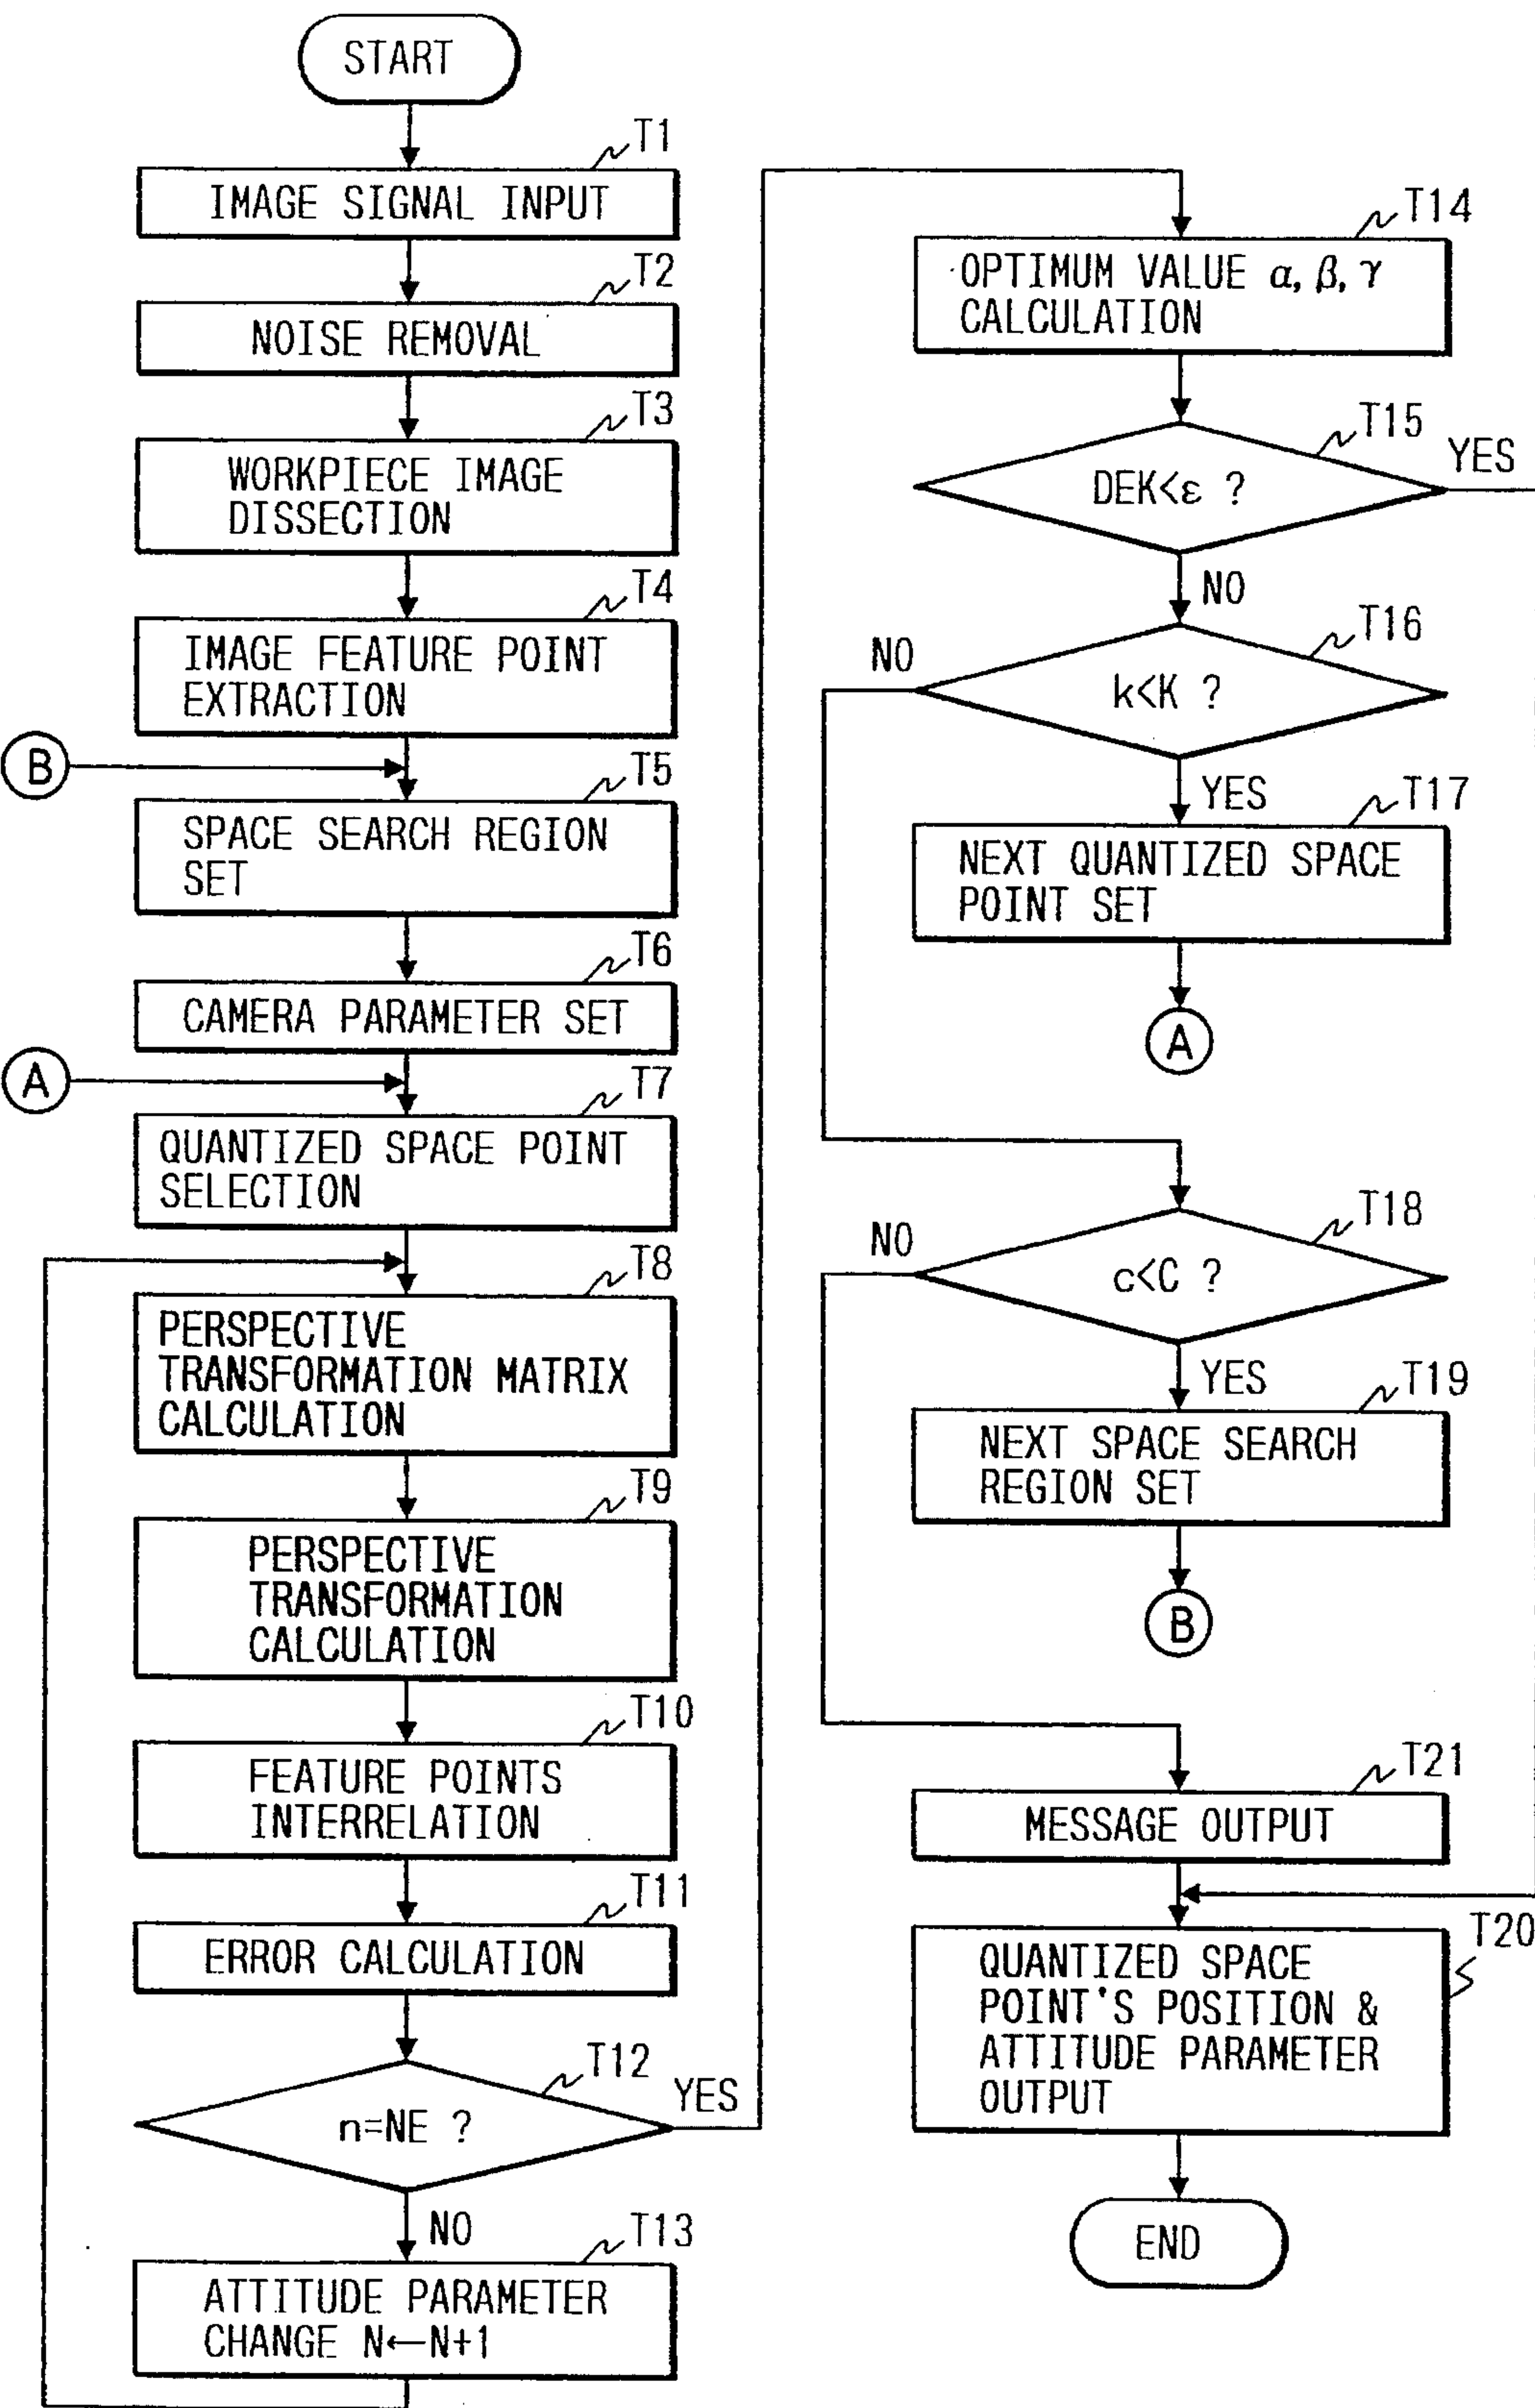 START
T1
IMAGE SIGNAL INPUT
T2
NOISE REMOVAL
T3
WORKPIECE IMAGE
DISSECTION
T4
IMAGE FEATURE POINT
EXTRACTION
B
T5
SPACE SEARCH REGION
SET
T6
CAMERA PARAMETER SET
A
T7
QUANTIZED SPACE POINT
SELECTION
T8
PERSPECTIVE
TRANSFORMATION MATRIX
CALCULATION
T9
PERSPECTIVE
TRANSFORMATION
CALCULATION
T10
FEATURE POINTS
INTERRELATION
T11
ERROR CALCULATION
T12
n=NE ?
YES
NO
T13
ATTITUDE PARAMETER
CHANGE N←N+1
T14
OPTIMUM VALUE α, β, γ
CALCULATION
T15
DEK<ε ?
YES
NO
T16
k<K ?
NO
YES
T17
NEXT QUANTIZED SPACE
POINT SET
A
T18
c<C ?
NO
YES
T19
NEXT SPACE SEARCH
REGION SET
B
T21
MESSAGE OUTPUT
T20
QUANTIZED SPACE
POINT'S POSITION &
ATTITUDE PARAMETER
OUTPUT
END